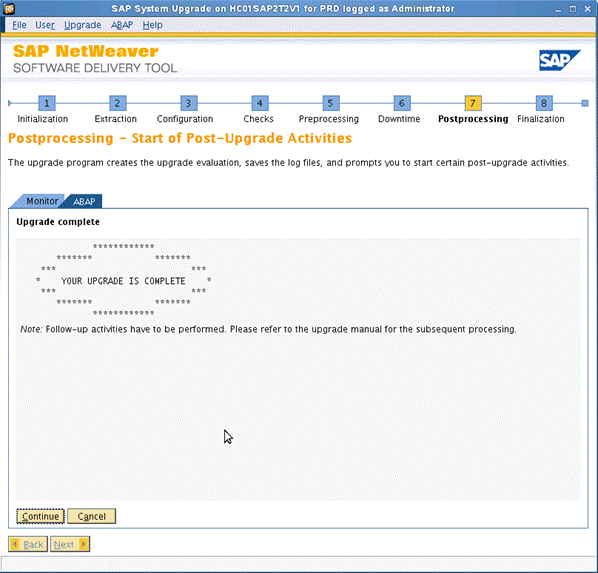 SAP System Upgrade on HC01SAP2T2V1 for PRD logged as Administrator
File User Upgrade ABAP Help
SAP NetWeaver
SOFTWARE DELIVERY TOOL
SAP
1 2 3 4 5 6 7 8
Initialization Extraction Configuration Checks Preprocessing Downtime Postprocessing Finalization
Postprocessing - Start of Post-Upgrade Activities
The upgrade program creates the upgrade evaluation, saves the log files, and prompts you to start certain post-upgrade activities.
Monitor ABAP
Upgrade complete
************
******* *******
*** ***
* YOUR UPGRADE IS COMPLETE *
*** ***
******* *******
************
Note: Follow-up activities have to be performed. Please refer to the upgrade manual for the subsequent processing.
Continue Cancel
Back Next